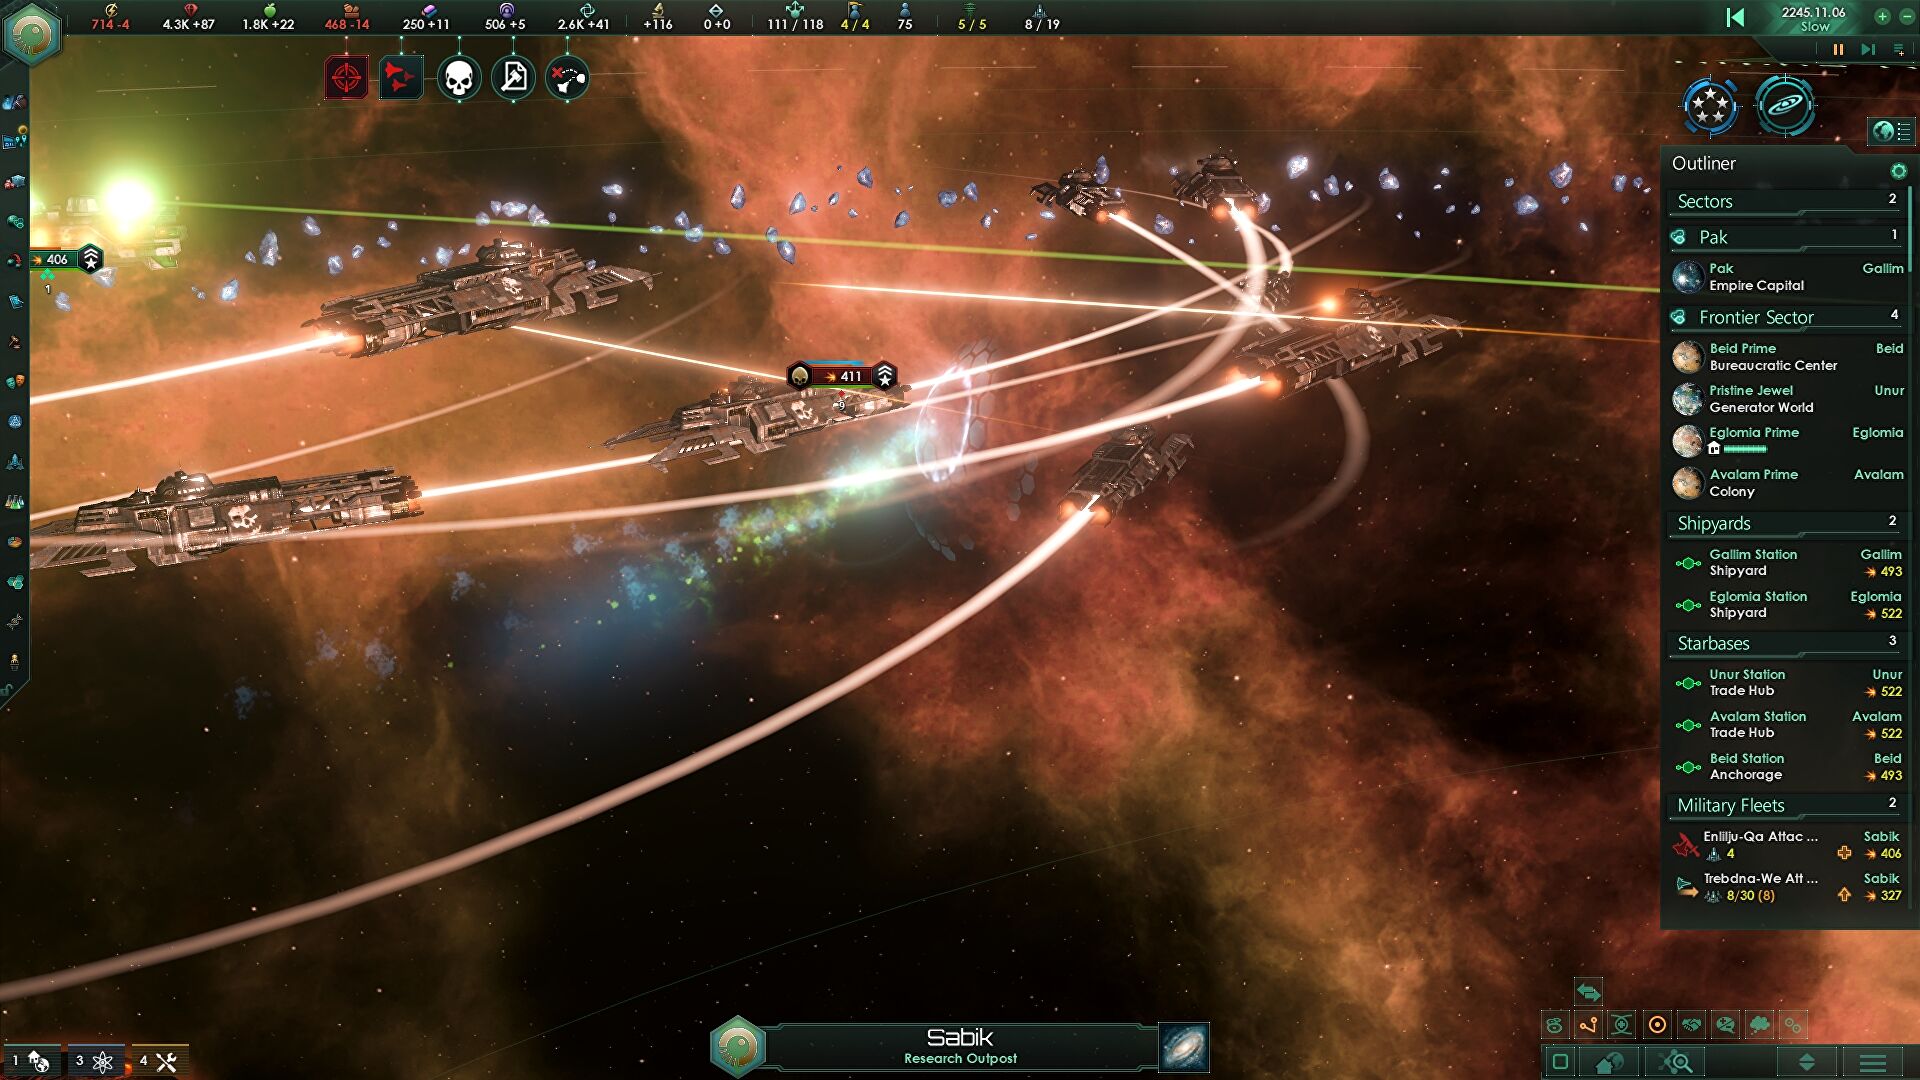 714 -4 4.3K +87 1.8K +22 468 -14 250 +11 506 +5 2.6K +41 +116 0 +0 111 / 118 4 / 4 75 5 / 5 8 / 19
2245.11.06
Slow
Outliner
Sectors 2
Pak 1
Pak Gallim
Empire Capital
Frontier Sector 4
Beid Prime Beid
Bureaucratic Center
Pristine Jewel Unur
Generator World
Eglomia Prime Eglomia
Avalam Prime Avalam
Colony
Shipyards 2
Gallim Station Gallim
Shipyard 493
Eglomia Station Eglomia
Shipyard 522
Starbases 3
Unur Station Unur
Trade Hub 522
Avalam Station Avalam
Trade Hub 522
Beid Station Beid
Anchorage 493
Military Fleets 2
Enlilju-Qa Attac ... Sabik
4 406
Trebdna-We Att ... Sabik
8/30 (8) 327
406
1
411
-9
Sabik
Research Outpost
1 3 4